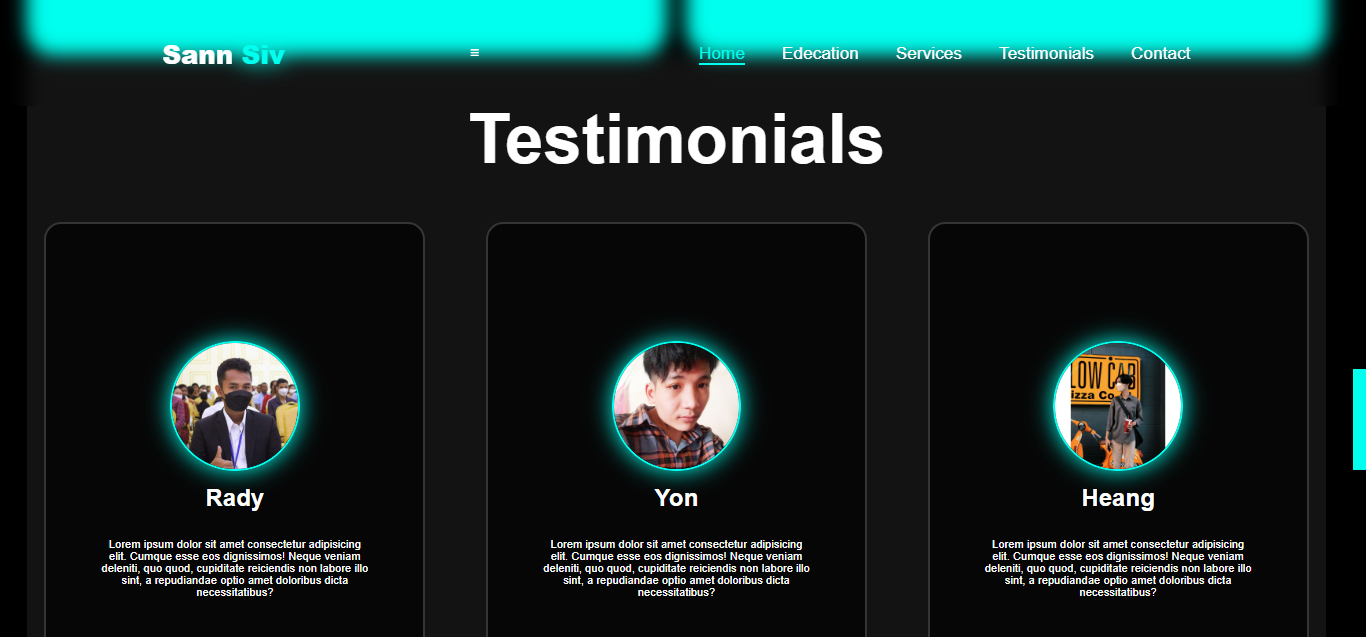 Sann Siv
≡
Home Edecation Services Testimonials Contact
Testimonials
LOW CAB
izza Co
Rady
Yon
Heang
Lorem ipsum dolor sit amet consectetur adipisicing
elit. Cumque esse eos dignissimos! Neque veniam
deleniti, quo quod, cupiditate reiciendis non labore illo
sint, a repudiandae optio amet doloribus dicta
necessitatibus?
Lorem ipsum dolor sit amet consectetur adipisicing
elit. Cumque esse eos dignissimos! Neque veniam
deleniti, quo quod, cupiditate reiciendis non labore illo
sint, a repudiandae optio amet doloribus dicta
necessitatibus?
Lorem ipsum dolor sit amet consectetur adipisicing
elit. Cumque esse eos dignissimos! Neque veniam
deleniti, quo quod, cupiditate reiciendis non labore illo
sint, a repudiandae optio amet doloribus dicta
necessitatibus?